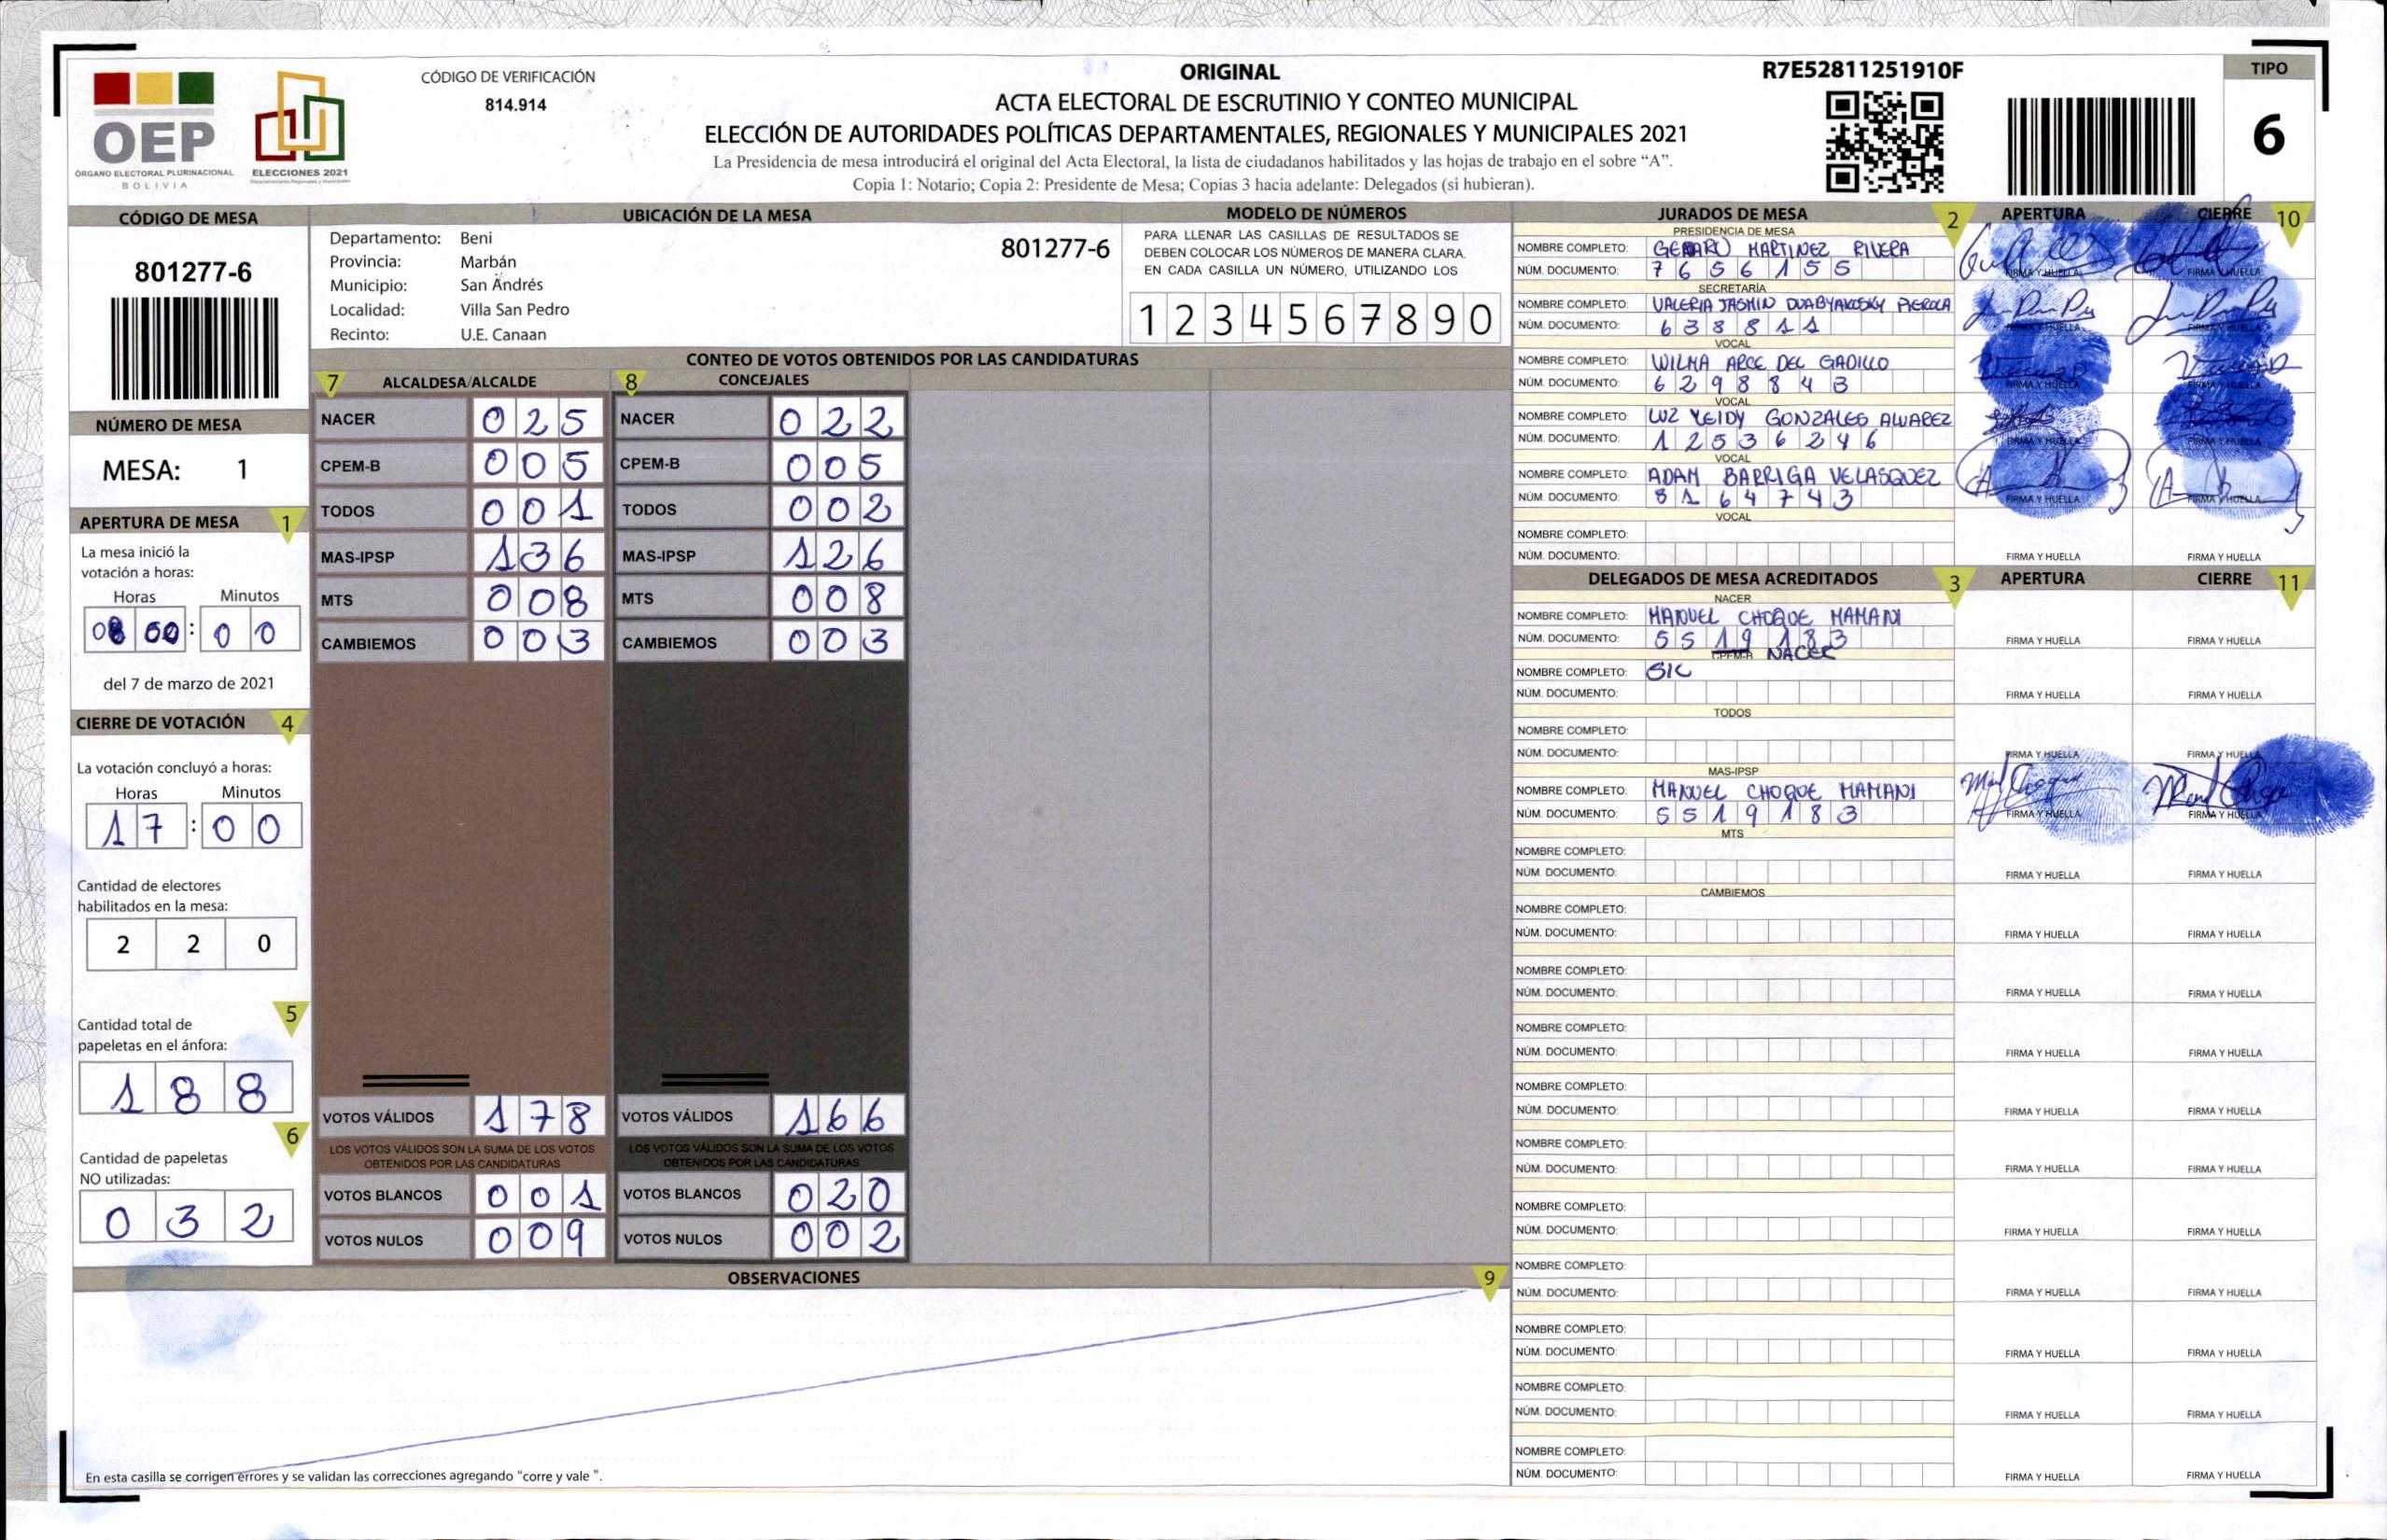 CÓDIGO DE VERIFICACIÓN
814.914
OEP
ÓRGANO ELECTORAL PLURINACIONAL
BOLIVIA
ELECCIONES 2021
ORIGINAL
ACTA ELECTORAL DE ESCRUTINIO Y CONTEO MUNICIPAL
ELECCIÓN DE AUTORIDADES POLÍTICAS DEPARTAMENTALES, REGIONALES Y MUNICIPALES 2021
La Presidencia de mesa introducirá el original del Acta Electoral, la lista de ciudadanos habilitados y las hojas de trabajo en el sobre “A”.
Copia 1: Notario; Copia 2: Presidente de Mesa; Copias 3 hacia adelante: Delegados (si hubieran).
R7E52811251910F
TIPO
6
CÓDIGO DE MESA
801277-6
NÚMERO DE MESA
MESA: 1
APERTURA DE MESA 1
La mesa inició la
votación a horas:
Horas Minutos
: 0 0
del 7 de marzo de 2021
CIERRE DE VOTACIÓN 4
La votación concluyó a horas:
Horas Minutos
17:00
Cantidad de electores
habilitados en la mesa:
2 2 0
5
Cantidad total de
papeletas en el ánfora:
1 8 8
6
Cantidad de papeletas
NO utilizadas:
0 3 2
UBICACIÓN DE LA MESA
Departamento: Beni
Provincia: Marbán
Municipio: San Andrés
Localidad: Villa San Pedro
Recinto: U.E. Canaan
801277-6
MODELO DE NÚMEROS
PARA LLENAR LAS CASILLAS DE RESULTADOS SE
DEBEN COLOCAR LOS NÚMEROS DE MANERA CLARA.
EN CADA CASILLA UN NÚMERO, UTILIZANDO LOS
1 2 3 4 5 6 7 8 9 0
CONTEO DE VOTOS OBTENIDOS POR LAS CANDIDATURAS
7 ALCALDESA/ALCALDE
NACER 025
CPEM-B 005
TODOS 001
MAS-IPSP 136
MTS 008
CAMBIEMOS 003
VOTOS VÁLIDOS 178
LOS VOTOS VÁLIDOS SON LA SUMA DE LOS VOTOS
OBTENIDOS POR LAS CANDIDATURAS
VOTOS BLANCOS 001
VOTOS NULOS 009
8 CONCEJALES
NACER 022
CPEM-B 005
TODOS 002
MAS-IPSP 126
MTS 008
CAMBIEMOS 003
VOTOS VÁLIDOS 166
LOS VOTOS VÁLIDOS SON LA SUMA DE LOS VOTOS
OBTENIDOS POR LAS CANDIDATURAS
VOTOS BLANCOS 020
VOTOS NULOS 002
OBSERVACIONES 9
En esta casilla se corrigen errores y se validan las correcciones agregando "corre y vale ".
JURADOS DE MESA 2 APERTURA CIERRE 10
PRESIDENCIA DE MESA
NOMBRE COMPLETO: MARTINEZ RIVERA
NÚM. DOCUMENTO: 7656155 FIRMA Y HUELLA FIRMA Y HUELLA
SECRETARÍA
NOMBRE COMPLETO: VALERIA JASMIN PIEROLA
NÚM. DOCUMENTO: 638811 FIRMA Y HUELLA FIRMA Y HUELLA
VOCAL
NOMBRE COMPLETO: WILMA ARCE DEL GADILLO
NÚM. DOCUMENTO: 6298843 FIRMA Y HUELLA FIRMA Y HUELLA
VOCAL
NOMBRE COMPLETO: LUZ YEIDY GONZALES ALVAREZ
NÚM. DOCUMENTO: 12536246 FIRMA Y HUELLA FIRMA Y HUELLA
VOCAL
NOMBRE COMPLETO: ADAM BARRIGA VELASQUEZ
NÚM. DOCUMENTO: 8164743 FIRMA Y HUELLA FIRMA Y HUELLA
VOCAL
NOMBRE COMPLETO:
NÚM. DOCUMENTO: FIRMA Y HUELLA FIRMA Y HUELLA
DELEGADOS DE MESA ACREDITADOS 3 APERTURA CIERRE 11
NACER
NOMBRE COMPLETO: MANUEL CHOQUE MAMANI
NÚM. DOCUMENTO: 5519183 FIRMA Y HUELLA FIRMA Y HUELLA
CPEM-B NACER
NOMBRE COMPLETO: SIC
NÚM. DOCUMENTO: FIRMA Y HUELLA FIRMA Y HUELLA
TODOS
NOMBRE COMPLETO:
NÚM. DOCUMENTO: FIRMA Y HUELLA FIRMA Y HUELLA
MAS-IPSP
NOMBRE COMPLETO: MANUEL CHOQUE MAMANI
NÚM. DOCUMENTO: 5519183 FIRMA Y HUELLA FIRMA Y HUELLA
MTS
NOMBRE COMPLETO:
NÚM. DOCUMENTO: FIRMA Y HUELLA FIRMA Y HUELLA
CAMBIEMOS
NOMBRE COMPLETO:
NÚM. DOCUMENTO: FIRMA Y HUELLA FIRMA Y HUELLA
NOMBRE COMPLETO:
NÚM. DOCUMENTO: FIRMA Y HUELLA FIRMA Y HUELLA
NOMBRE COMPLETO:
NÚM. DOCUMENTO: FIRMA Y HUELLA FIRMA Y HUELLA
NOMBRE COMPLETO:
NÚM. DOCUMENTO: FIRMA Y HUELLA FIRMA Y HUELLA
NOMBRE COMPLETO:
NÚM. DOCUMENTO: FIRMA Y HUELLA FIRMA Y HUELLA
NOMBRE COMPLETO:
NÚM. DOCUMENTO: FIRMA Y HUELLA FIRMA Y HUELLA
NOMBRE COMPLETO:
NÚM. DOCUMENTO: FIRMA Y HUELLA FIRMA Y HUELLA
NOMBRE COMPLETO:
NÚM. DOCUMENTO: FIRMA Y HUELLA FIRMA Y HUELLA
NOMBRE COMPLETO:
NÚM. DOCUMENTO: FIRMA Y HUELLA FIRMA Y HUELLA
NOMBRE COMPLETO:
NÚM. DOCUMENTO: FIRMA Y HUELLA FIRMA Y HUELLA